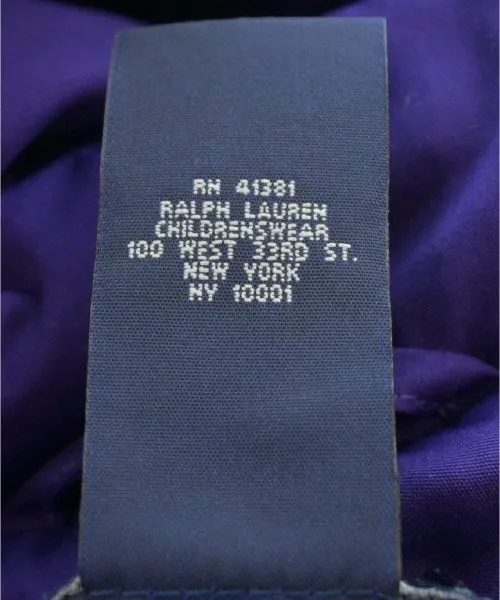 RN 41381
RALPH LAUREN
CHILDRENSWEAR
100 WEST 33RD ST.
NEW YORK
NY 10001